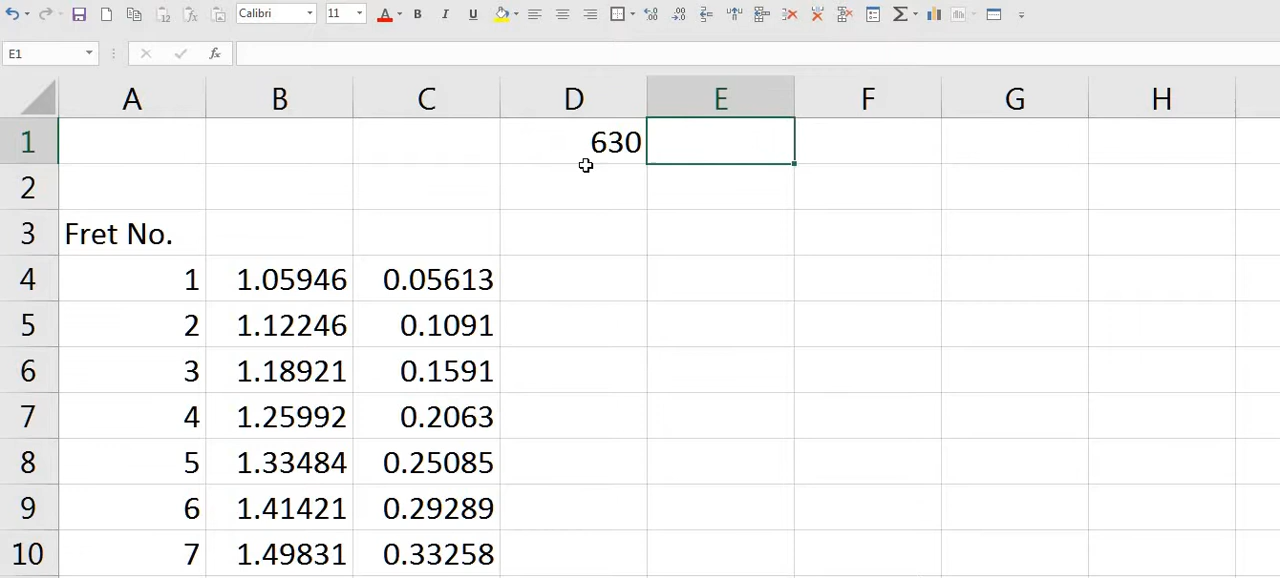 Calibri 11 A B I U
E1 fx
A B C D E F G H
1 630
2
3 Fret No.
4 1 1.05946 0.05613
5 2 1.12246 0.1091
6 3 1.18921 0.1591
7 4 1.25992 0.2063
8 5 1.33484 0.25085
9 6 1.41421 0.29289
10 7 1.49831 0.33258